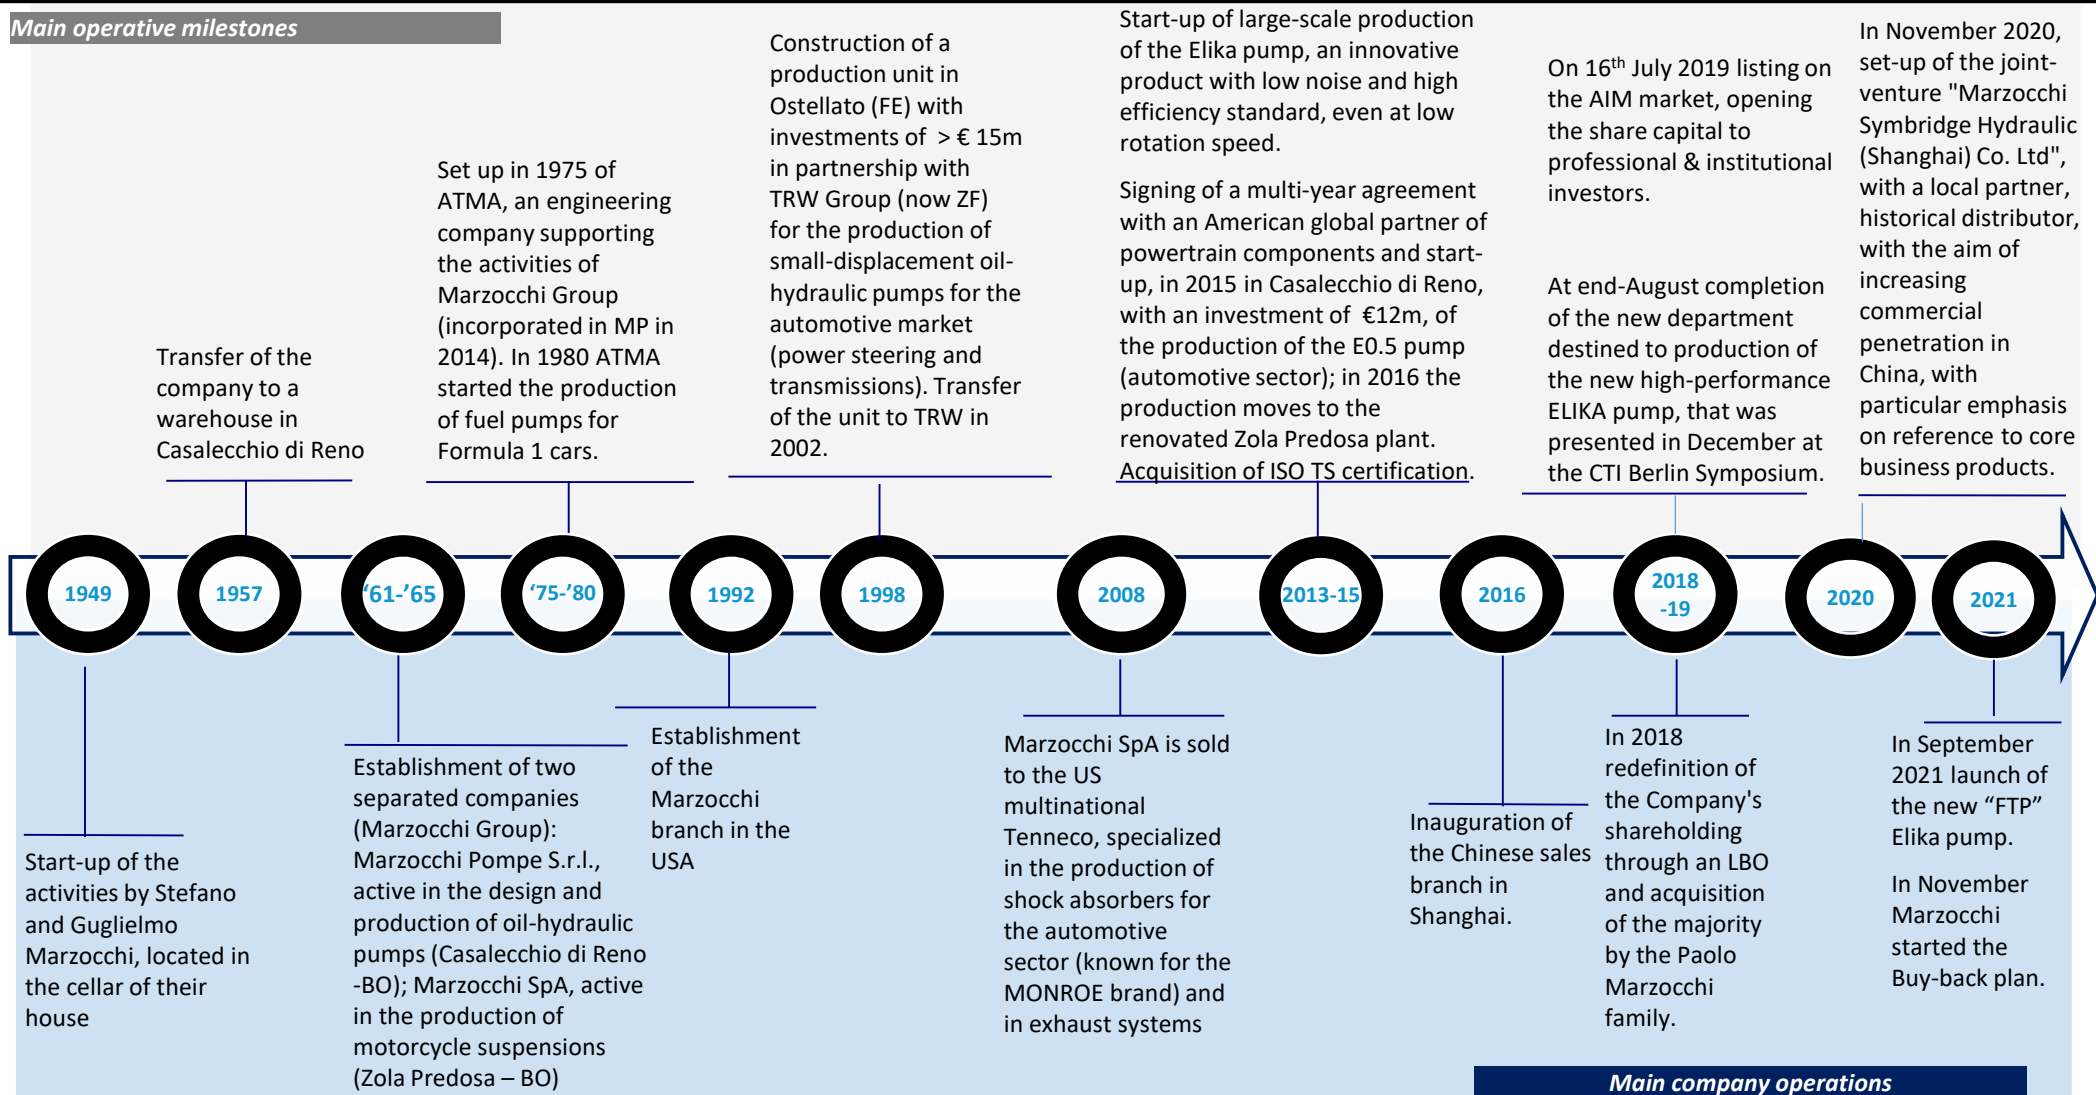 Main operative milestones
Transfer of the
company to a
warehouse in
Casalecchio di Reno
Set up in 1975 of
ATMA, an engineering
company supporting
the activities of
Marzocchi Group
(incorporated in MP in
2014). In 1980 ATMA
started the production
of fuel pumps for
Formula 1 cars.
Construction of a
production unit in
Ostellato (FE) with
investments of > € 15m
in partnership with
TRW Group (now ZF)
for the production of
small-displacement oil-
hydraulic pumps for the
automotive market
(power steering and
transmissions). Transfer
of the unit to TRW in
2002.
Start-up of large-scale production
of the Elika pump, an innovative
product with low noise and high
efficiency standard, even at low
rotation speed.
Signing of a multi-year agreement
with an American global partner of
powertrain components and start-
up, in 2015 in Casalecchio di Reno,
with an investment of €12m, of
the production of the E0.5 pump
(automotive sector); in 2016 the
production moves to the
renovated Zola Predosa plant.
Acquisition of ISO TS certification.
On 16th July 2019 listing on
the AIM market, opening
the share capital to
professional & institutional
investors.
At end-August completion
of the new department
destined to production of
the new high-performance
ELIKA pump, that was
presented in December at
the CTI Berlin Symposium.
In November 2020,
set-up of the joint-
venture "Marzocchi
Symbridge Hydraulic
(Shanghai) Co. Ltd",
with a local partner,
historical distributor,
with the aim of
increasing
commercial
penetration in
China, with
particular emphasis
on reference to core
business products.
1949
1957
‘61-’65
‘75-’80
1992
1998
2008
2013-15
2016
2018
-19
2020
2021
Start-up of the
activities by Stefano
and Guglielmo
Marzocchi, located in
the cellar of their
house
Establishment of two
separated companies
(Marzocchi Group):
Marzocchi Pompe S.r.l.,
active in the design and
production of oil-hydraulic
pumps (Casalecchio di Reno
-BO); Marzocchi SpA, active
in the production of
motorcycle suspensions
(Zola Predosa – BO)
Establishment
of the
Marzocchi
branch in the
USA
Marzocchi SpA is sold
to the US
multinational
Tenneco, specialized
in the production of
shock absorbers for
the automotive
sector (known for the
MONROE brand) and
in exhaust systems
Inauguration of
the Chinese sales
branch in
Shanghai.
In 2018
redefinition of
the Company's
shareholding
through an LBO
and acquisition
of the majority
by the Paolo
Marzocchi
family.
In September
2021 launch of
the new “FTP”
Elika pump.
In November
Marzocchi
started the
Buy-back plan.
Main company operations